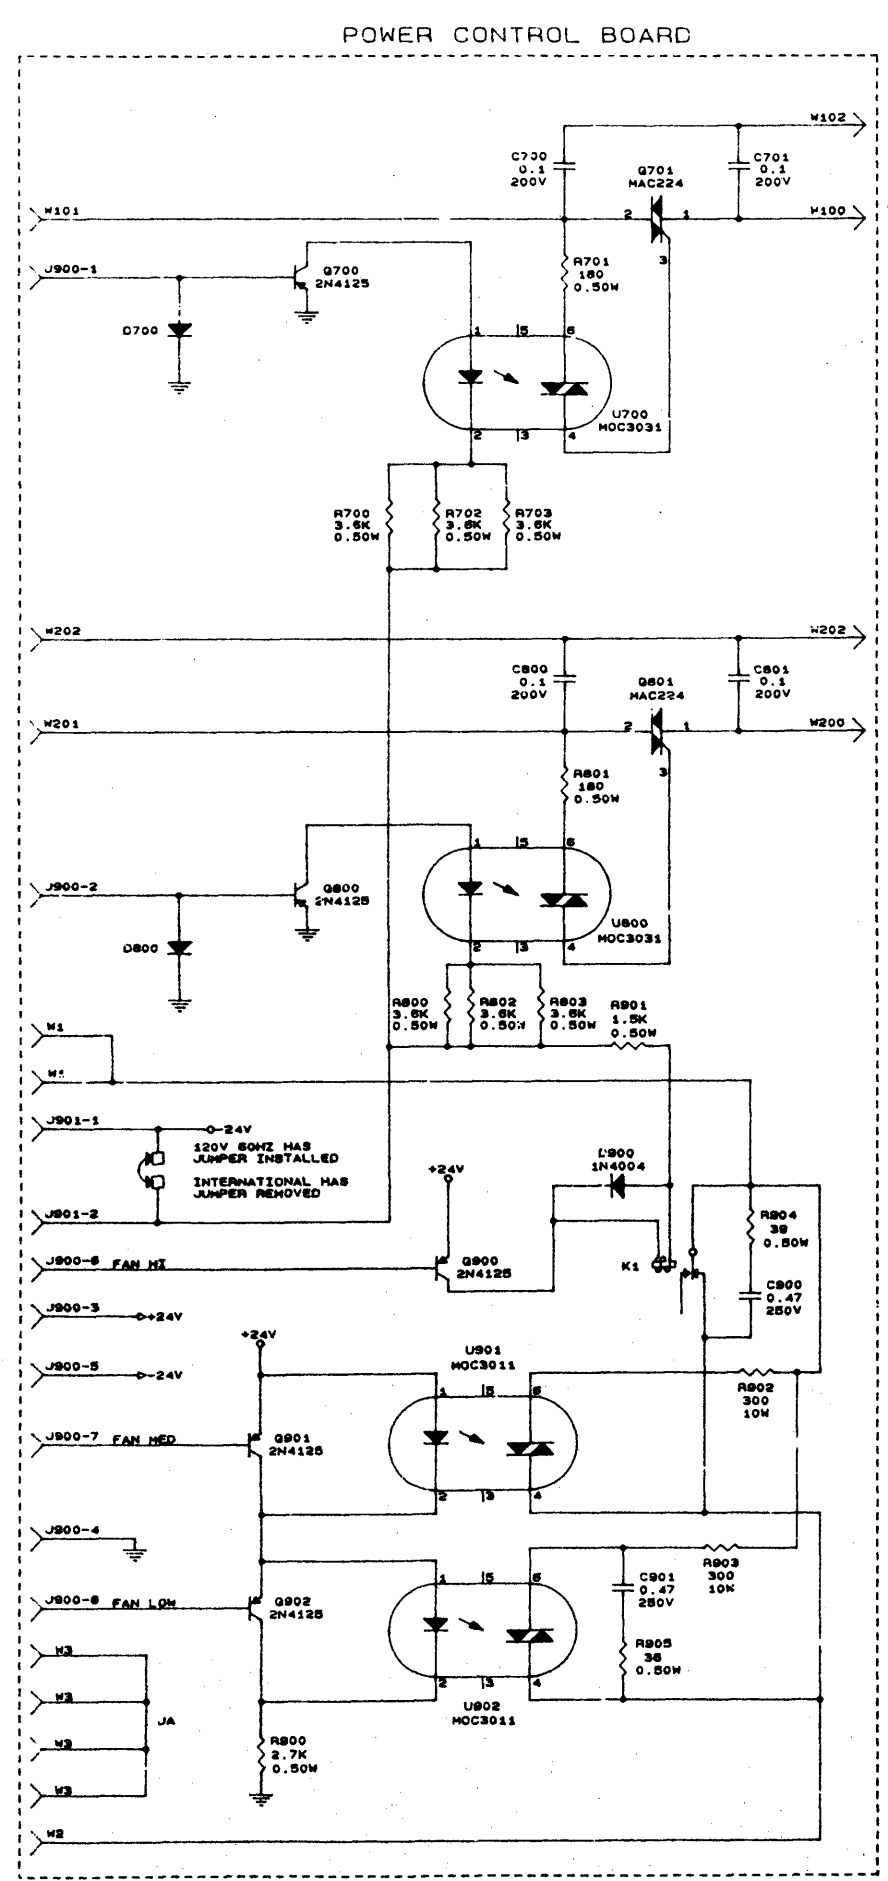 POWER CONTROL BOARD
W102
C700
0.1
200V
Q701
MAC224
C701
0.1
200V
W101
2
1
W100
J900-1
Q700
2N4125
R701
180
0.50W
3
D700
1
5
6
U700
MOC3031
2
3
4
R700
3.6K
0.50W
R702
3.6K
0.50W
R703
3.6K
0.50W
W202
W202
C800
0.1
200V
Q801
MAC224
C801
0.1
200V
W201
2
1
W200
R801
180
0.50W
3
1
5
6
J900-2
Q800
2N4125
U800
MOC3031
D800
2
3
4
R800
3.6K
0.50W
R802
3.6K
0.50W
R803
3.6K
0.50W
R901
1.5K
0.50W
W1
W1
J901-1
-24V
120V 60HZ HAS
JUMPER INSTALLED
INTERNATIONAL HAS
JUMPER REMOVED
+24V
D900
1N4004
J901-2
R904
39
0.50W
J900-6 FAN HI
Q900
2N4125
K1
C900
0.47
250V
J900-3
+24V
+24V
U901
MOC3011
J900-5
-24V
1
5
6
R902
300
10W
J900-7 FAN MED
Q901
2N4125
2
3
4
J900-4
R903
300
10W
1
5
6
C901
0.47
250V
J900-8 FAN LOW
Q902
2N4125
R905
36
0.50W
W3
2
3
4
U902
MOC3011
W3
JA
W3
R900
2.7K
0.50W
W3
W2